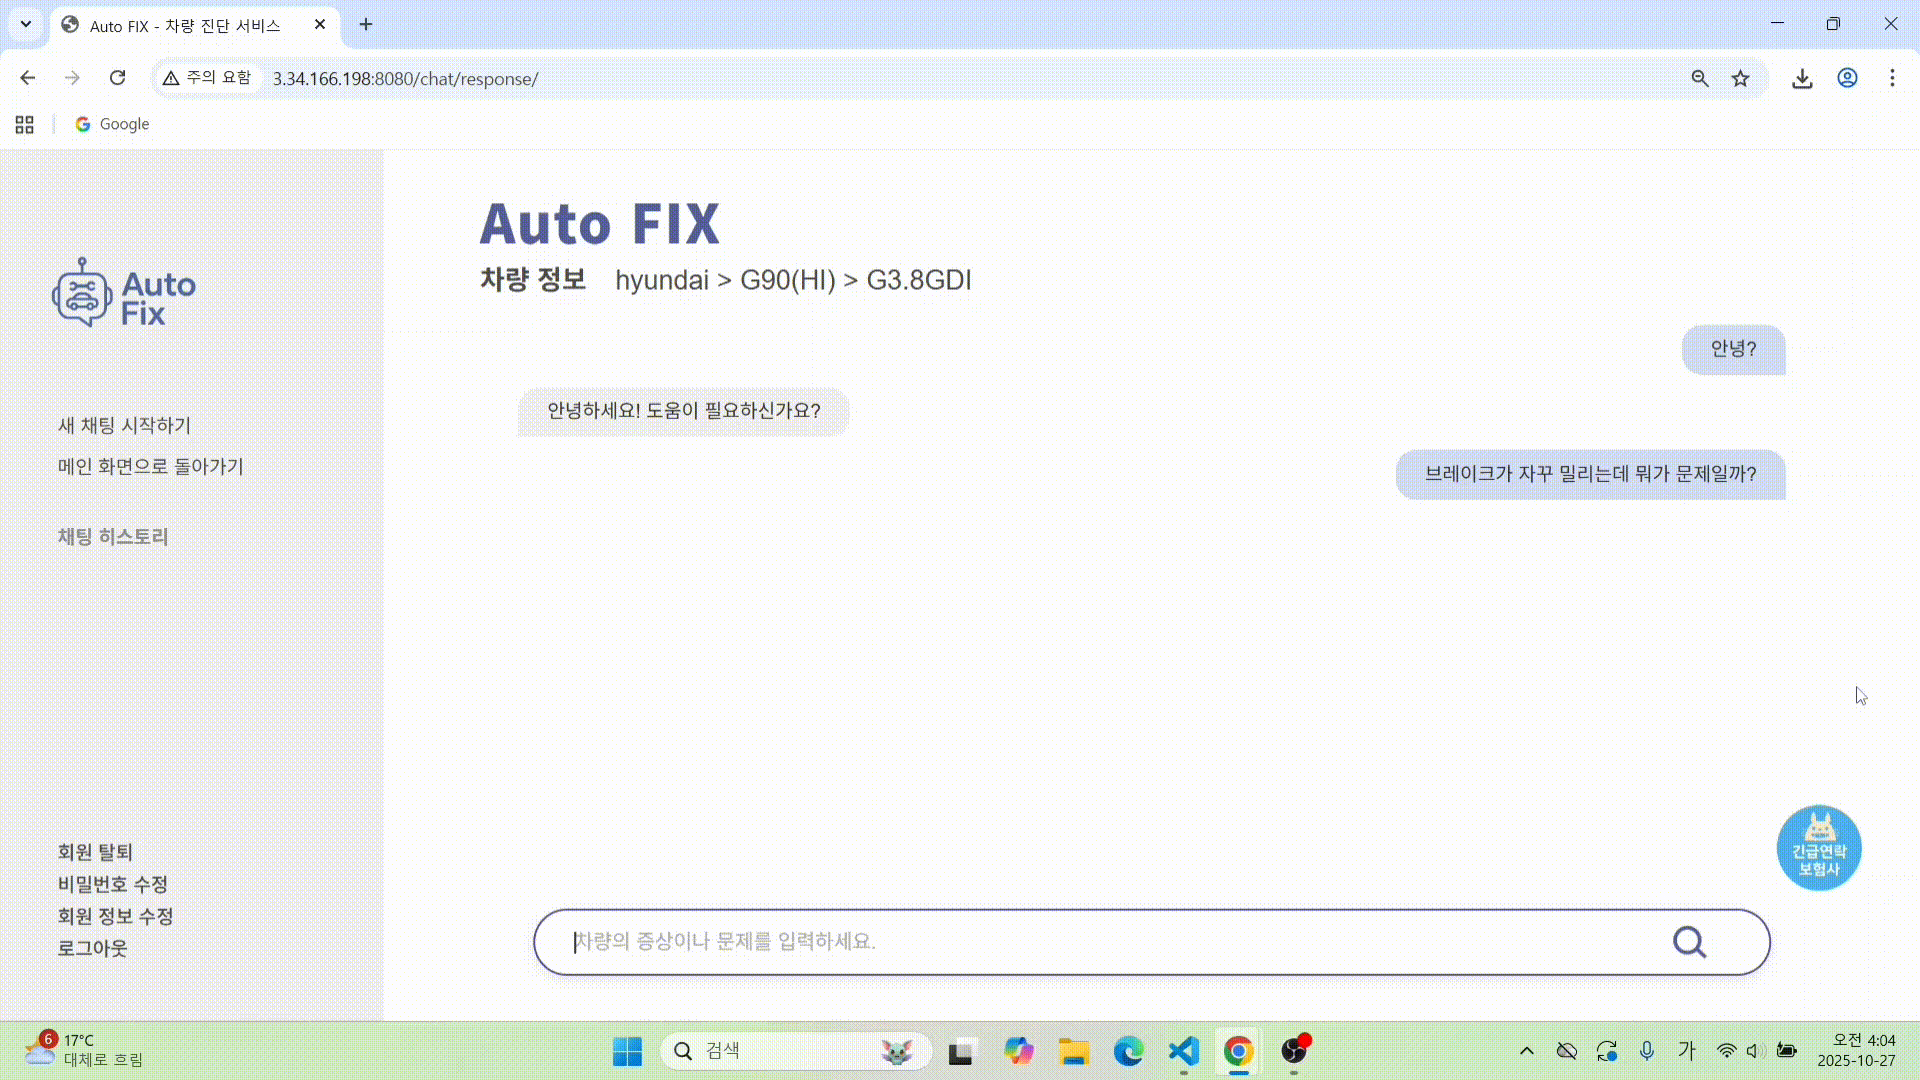 Auto FIX - 차량 진단 서비스
주의 요함
3.34.166.198:8080/chat/response/
Google
Auto
Fix
새 채팅 시작하기
메인 화면으로 돌아가기
채팅 히스토리
회원 탈퇴
비밀번호 수정
회원 정보 수정
로그아웃
Auto FIX
차량 정보 hyundai > G90(HI) > G3.8GDI
안녕?
안녕하세요! 도움이 필요하신가요?
브레이크가 자꾸 밀리는데 뭐가 문제일까?
긴급연락
보험사
차량의 증상이나 문제를 입력하세요.
6
17°C
대체로 흐림
검색
가
오전 4:04
2025-10-27